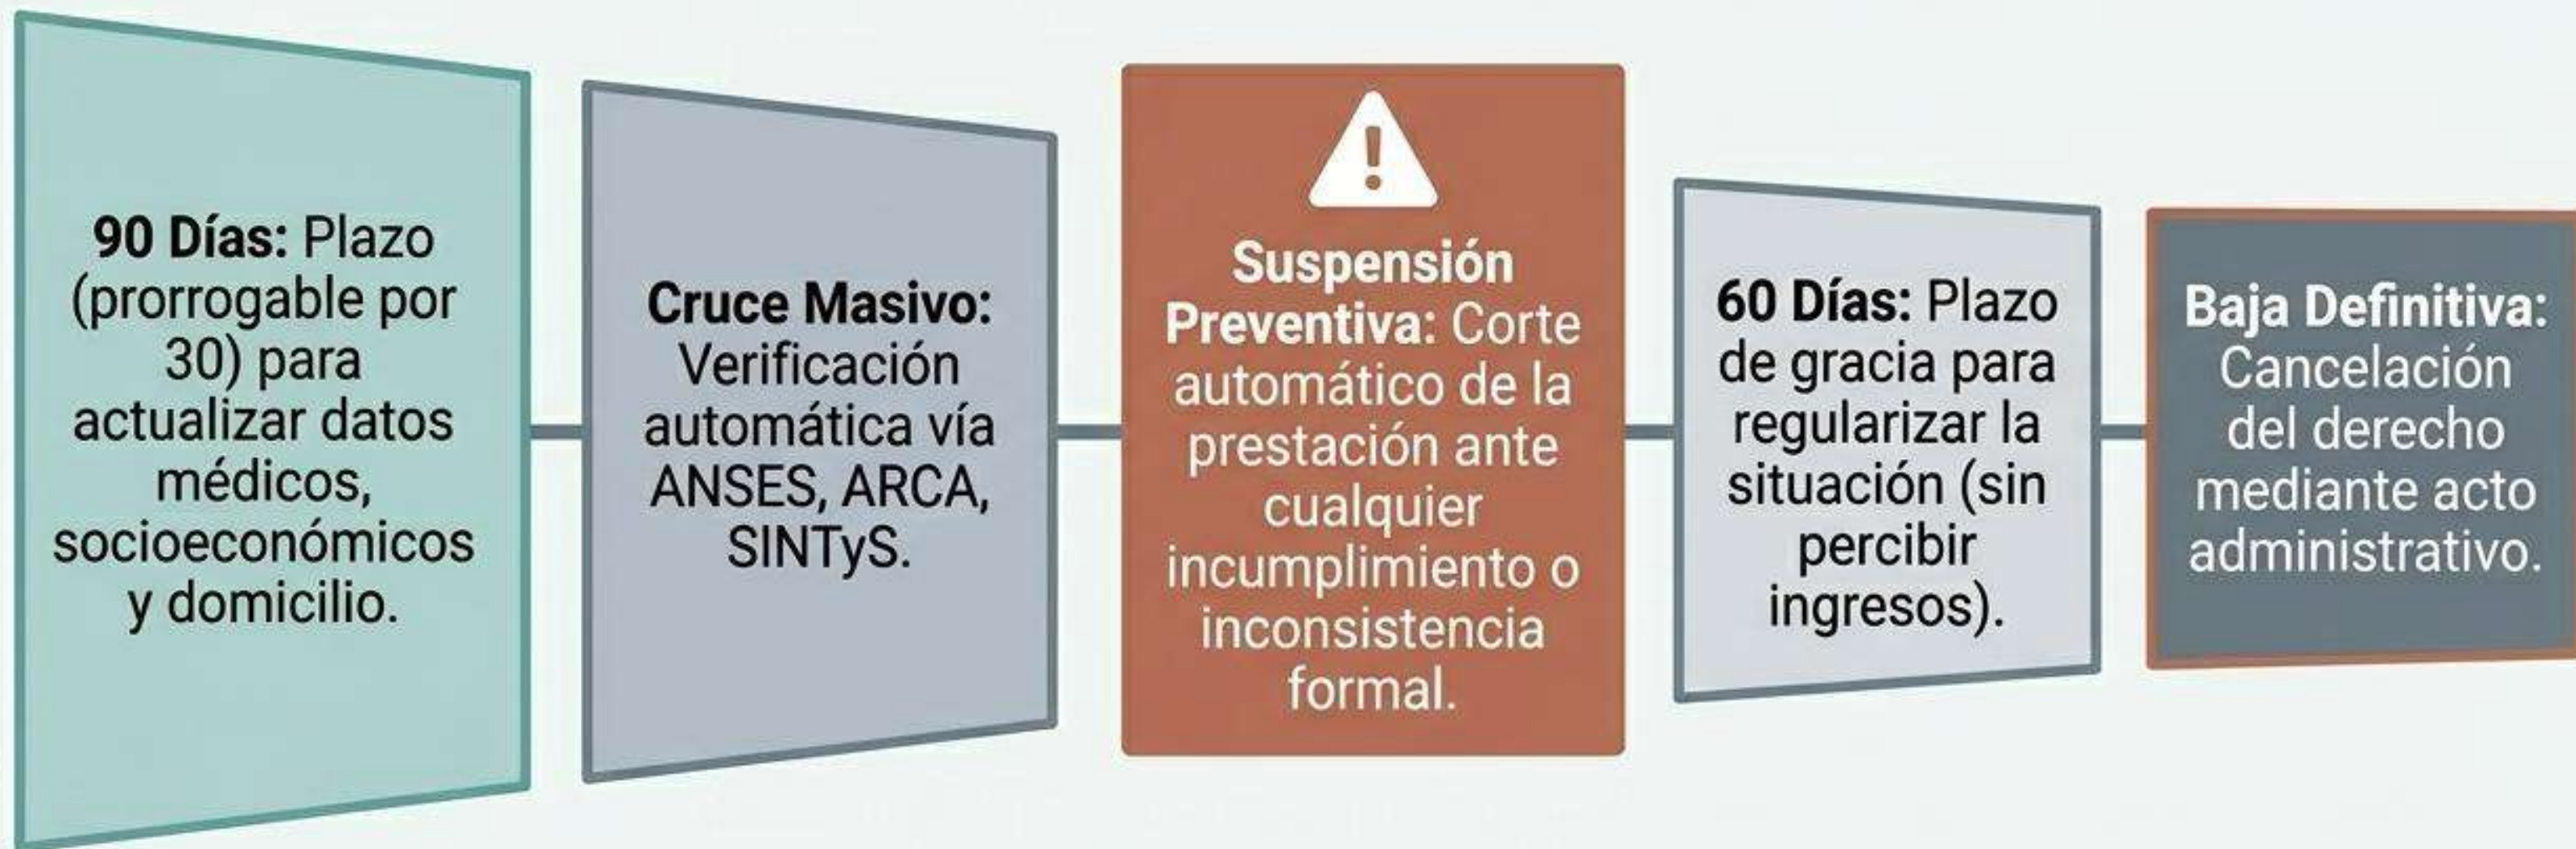 90 Días: Plazo
(prorrogable por
30) para
actualizar datos
médicos,
socioeconómicos
y domicilio.
Cruce Masivo:
Verificación
automática vía
ANSES, ARCA,
SINTyS.
Suspensión
Preventiva: Corte
automático de la
prestación ante
cualquier
incumplimiento o
inconsistencia
formal.
60 Días: Plazo
de gracia para
regularizar la
situación (sin
percibir
ingresos).
Baja Definitiva:
Cancelación
del derecho
mediante acto
administrativo.